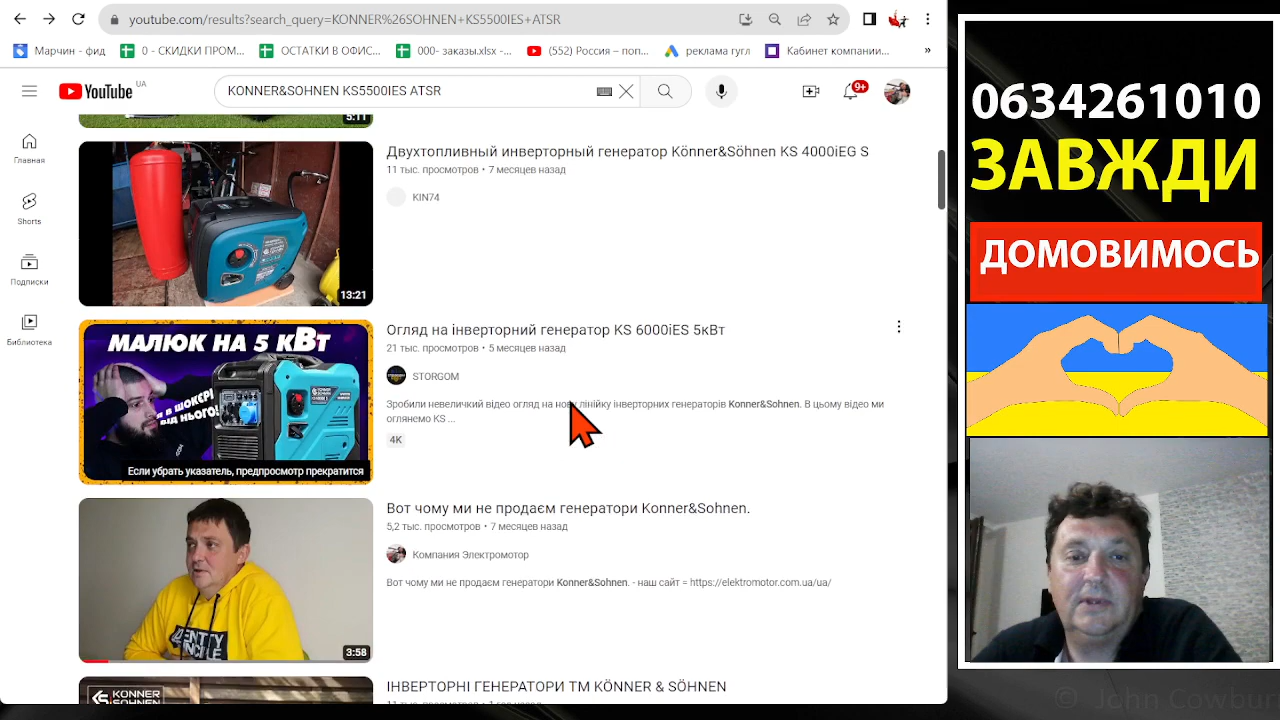 youtube.com/results?search_query=KONNER%26SOHNEN+KS5500IES+ATSR
Марчин - фид
0 - СКИДКИ ПРОМ...
ОСТАТКИ В ОФИС...
000- заказы.xlsx -...
(552) Россия – поп...
реклама гугл
Кабинет компании...
»
YouTube UA
KONNER&SOHNEN KS5500IES ATSR
9+
Главная
Shorts
Подписки
Библиотека
5:11
Двухтопливный инверторный генератор Könner&Söhnen KS 4000iEG S
11 тыс. просмотров • 7 месяцев назад
KIN74
13:21
МАЛЮК НА 5 КВТ
Я В ШОКЕ!
ВІД НЬОГО!
Если убрать указатель, предпросмотр прекратится
Огляд на інверторний генератор KS 6000iES 5кВт
21 тыс. просмотров • 5 месяцев назад
STORGOM
Зробили невеличкий відео огляд на нову лінійку інверторних генераторів Konner&Sohnen. В цьому відео ми
оглянемо KS ...
4K
3:58
Вот чому ми не продаєм генератори Konner&Sohnen.
5,2 тыс. просмотров • 7 месяцев назад
Компания Электромотор
Вот чому ми не продаєм генератори Konner&Sohnen. - наш сайт = https://elektromotor.com.ua/ua/
KONNER
SOHNEN
ІНВЕРТОРНІ ГЕНЕРАТОРИ ТМ KÖNNER & SÖHNEN
0634261010
ЗАВЖДИ
ДОМОВИМОСЬ
© John Cowbur